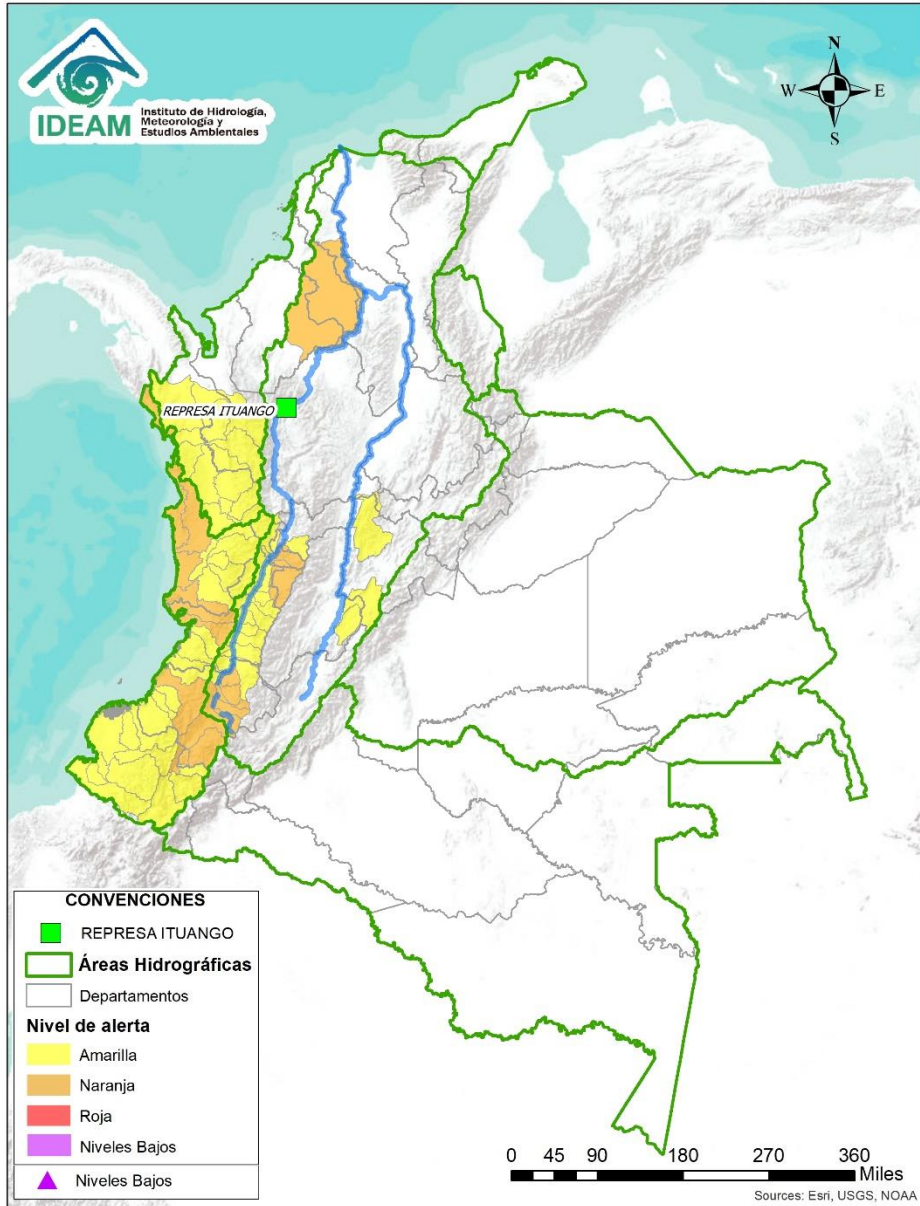 IDEAM
Instituto de Hidrología,
Meteorología y
Estudios Ambientales
N
W
E
S
REPRESA ITUANGO
CONVENCIONES
REPRESA ITUANGO
Áreas Hidrográficas
Departamentos
Nivel de alerta
Amarilla
Naranja
Roja
Niveles Bajos
Niveles Bajos
0 45 90 180 270 360
Miles
Sources: Esri, USGS, NOAA